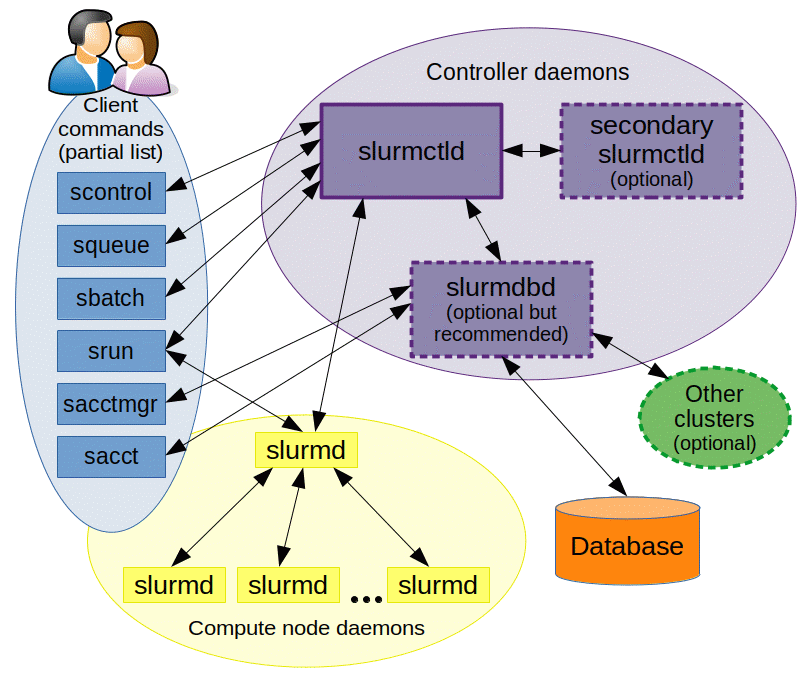 Client
commands
(partial list)
scontrol
squeue
sbatch
srun
sacctmgr
sacct
Controller daemons
slurmctld
secondary
slurmctld
(optional)
slurmdbd
(optional but
recommended)
Other
clusters
(optional)
Database
slurmd
slurmd
slurmd
...
slurmd
Compute node daemons